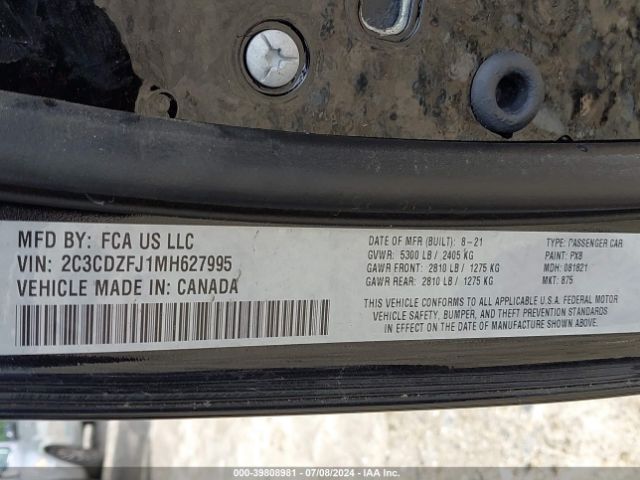 MFD BY: FCA US LLC
VIN: 2C3CDZFJ1MH627995
VEHICLE MADE IN: CANADA
DATE OF MFR (BUILT): 8-21
GVWR: 5300 LB / 2405 KG
GAWR FRONT: 2810 LB / 1275 KG
GAWR REAR: 2810 LB / 1275 KG
TYPE: PASSENGER CAR
PAINT: PX8
MDH: 081821
MKT: 875
THIS VEHICLE CONFORMS TO ALL APPLICABLE U.S.A. FEDERAL MOTOR
VEHICLE SAFETY, BUMPER, AND THEFT PREVENTION STANDARDS
IN EFFECT ON THE DATE OF MANUFACTURE SHOWN ABOVE.
000-39808981 | 07/08/2024 | IAA Inc.